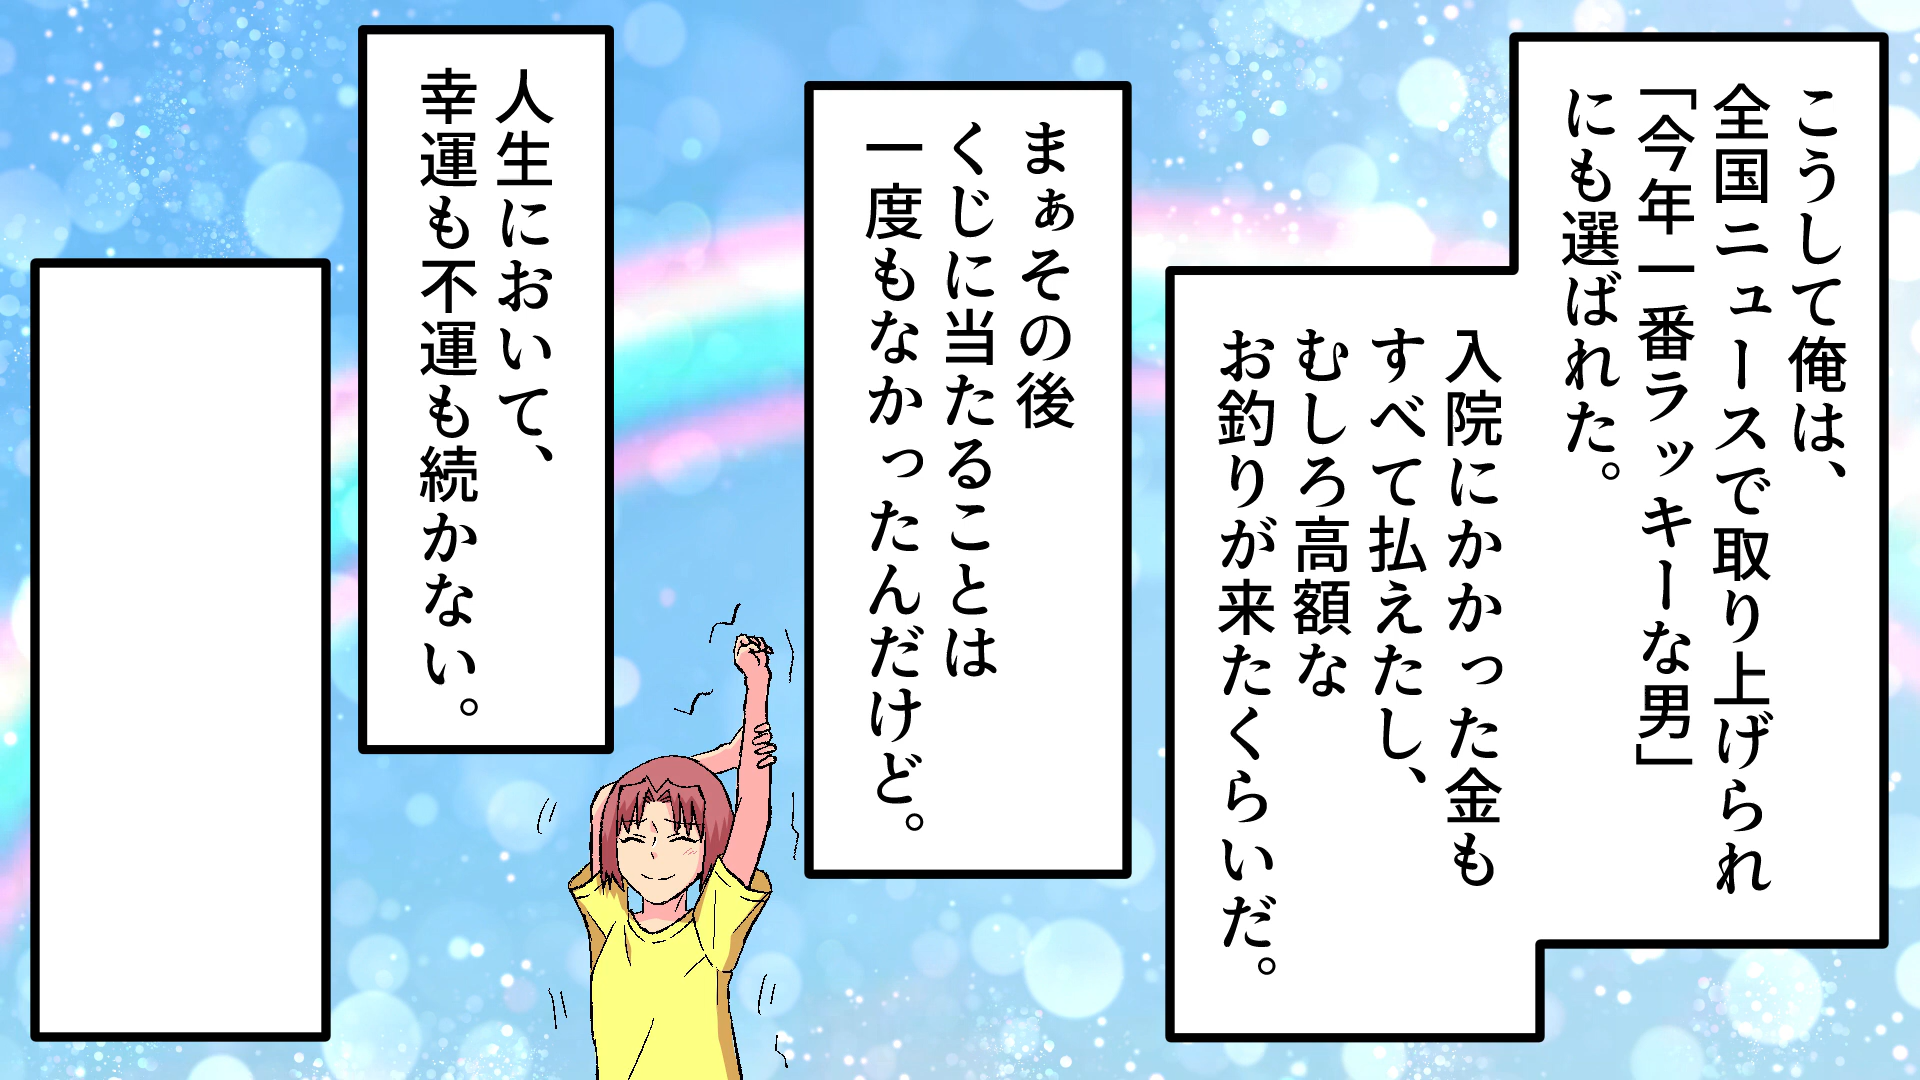 こうして俺は、
全国ニュースで取り上げられ
「今年一番ラッキーな男」
にも選ばれた。
入院にかかった金も
すべて払えたし、
むしろ高額な
お釣りが来たくらいだ。
まぁその後
くじに当たることは
一度もなかったんだけど。
人生において、
幸運も不運も続かない。